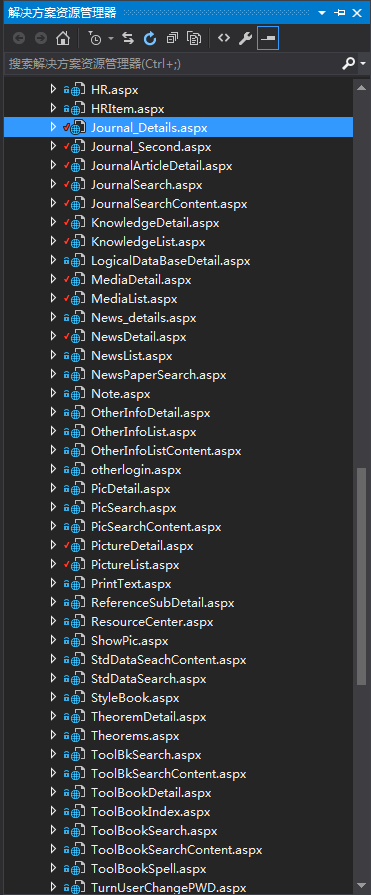 解决方案资源管理器
搜索解决方案资源管理器(Ctrl+;)
HR.aspx
HRItem.aspx
Journal_Details.aspx
Journal_Second.aspx
JournalArticleDetail.aspx
JournalSearch.aspx
JournalSearchContent.aspx
KnowledgeDetail.aspx
KnowledgeList.aspx
LogicalDataBaseDetail.aspx
MediaDetail.aspx
MediaList.aspx
News_details.aspx
NewsDetail.aspx
NewsList.aspx
NewsPaperSearch.aspx
Note.aspx
OtherInfoDetail.aspx
OtherInfoList.aspx
OtherInfoListContent.aspx
otherlogin.aspx
PicDetail.aspx
PicSearch.aspx
PicSearchContent.aspx
PictureDetail.aspx
PictureList.aspx
PrintText.aspx
ReferenceSubDetail.aspx
ResourceCenter.aspx
ShowPic.aspx
StdDataSeachContent.aspx
StdDataSearch.aspx
StyleBook.aspx
TheoremDetail.aspx
Theorems.aspx
ToolBkSearch.aspx
ToolBkSearchContent.aspx
ToolBookDetail.aspx
ToolBookIndex.aspx
ToolBookSearch.aspx
ToolBookSearchContent.aspx
ToolBookSpell.aspx
TurnUserChangePWD.aspx